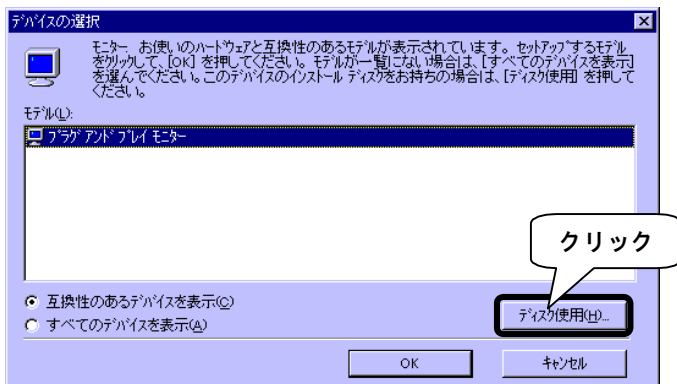 デバイスの選択
モニター お使いのハードウェアと互換性のあるモデルが表示されています。セットアップするモデル
をクリックして、[OK] を押してください。モデルが一覧にない場合は、[すべてのデバイスを表示]
を選んでください。このデバイスのインストール ディスクをお持ちの場合は、[ディスク使用] を押して
ください。
モデル(L):
プラグ アンド プレイ モニター
クリック
互換性のあるデバイスを表示(C)
すべてのデバイスを表示(A)
ディスク使用(H)...
OK
キャンセル